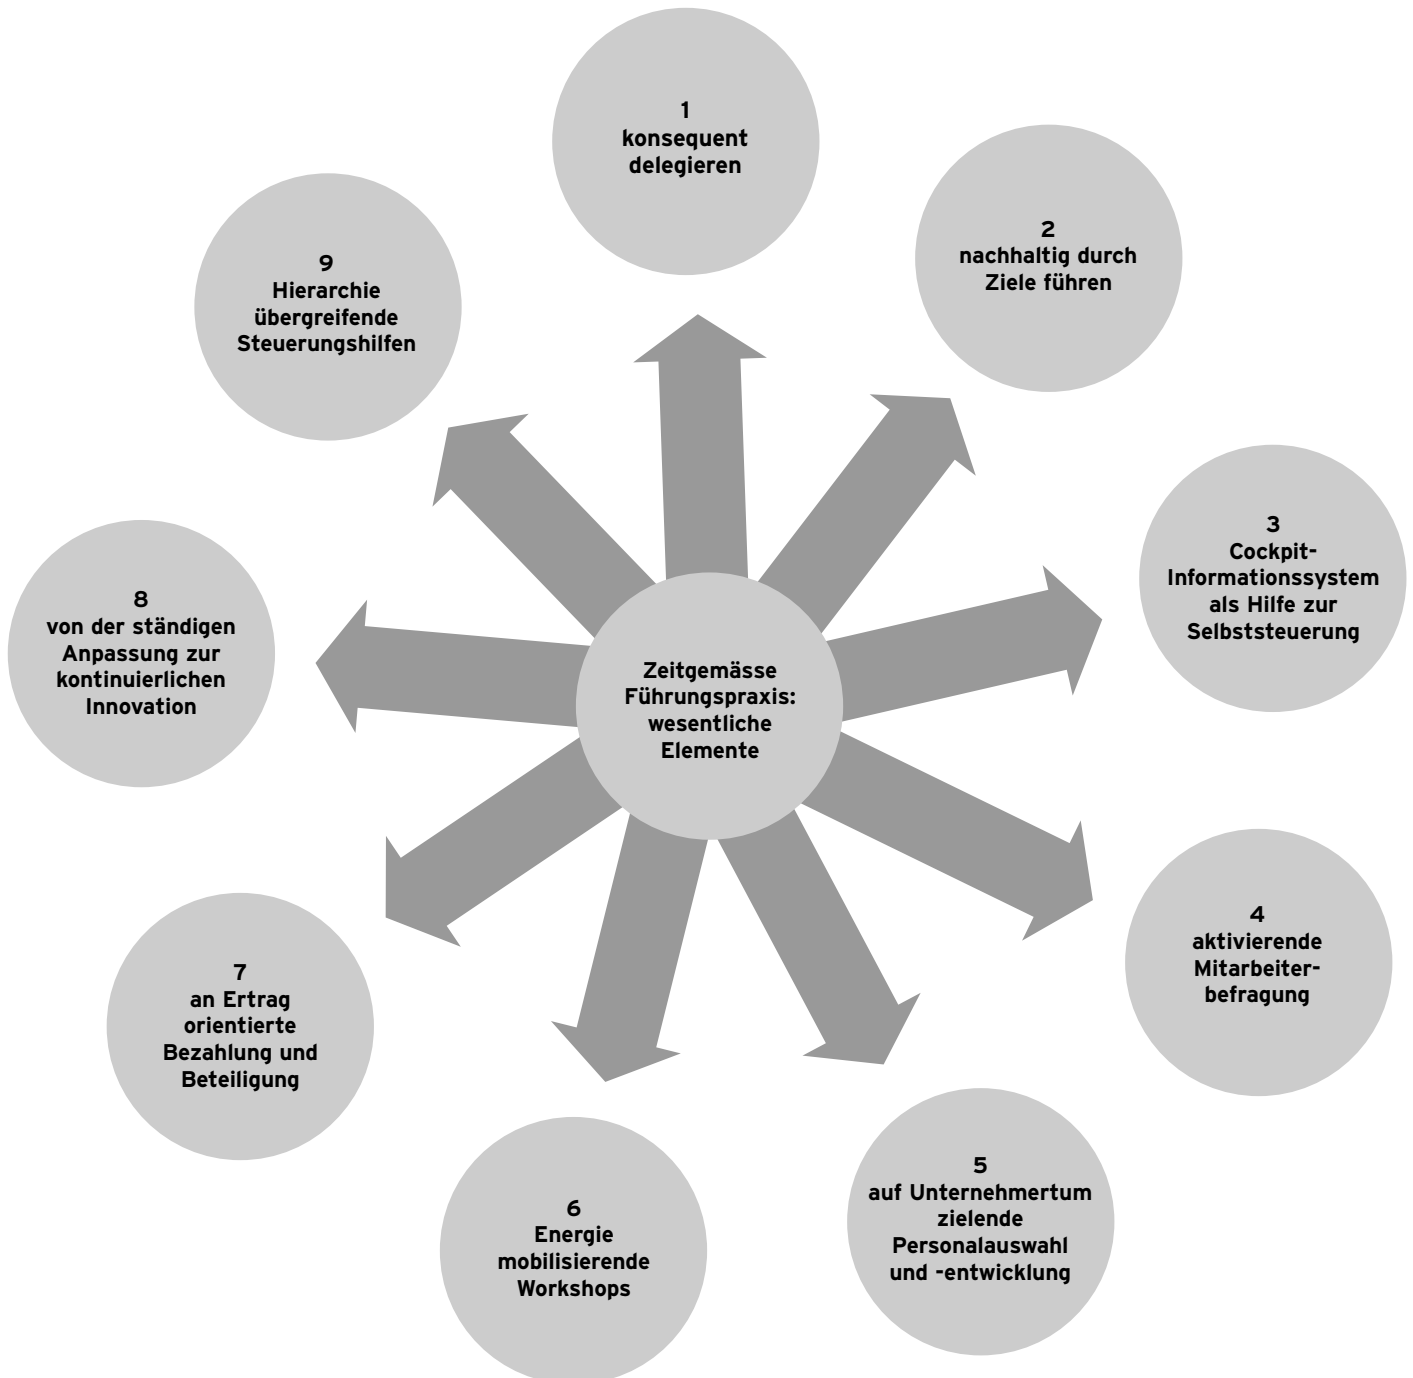 1
konsequent
delegieren
2
nachhaltig durch
Ziele führen
3
Cockpit-
Informationssystem
als Hilfe zur
Selbststeuerung
4
aktivierende
Mitarbeiter-
befragung
5
auf Unternehmertum
zielende
Personalauswahl
und -entwicklung
6
Energie
mobilisierende
Workshops
7
an Ertrag
orientierte
Bezahlung und
Beteiligung
8
von der ständigen
Anpassung zur
kontinuierlichen
Innovation
9
Hierarchie
übergreifende
Steuerungshilfen
Zeitgemässe
Führungspraxis:
wesentliche
Elemente